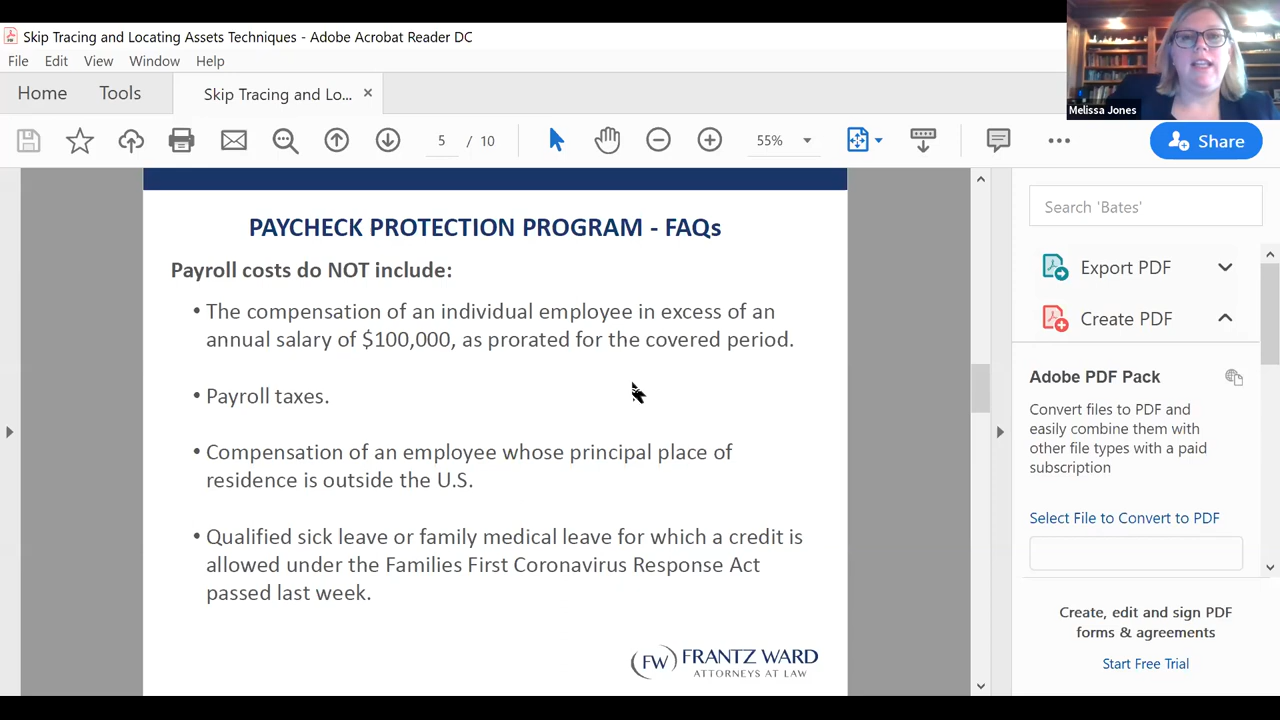 Skip Tracing and Locating Assets Techniques - Adobe Acrobat Reader DC
File Edit View Window Help
Home Tools Skip Tracing and Lo... ×
5 / 10 55% Share
Melissa Jones
PAYCHECK PROTECTION PROGRAM - FAQs
Payroll costs do NOT include:
• The compensation of an individual employee in excess of an
annual salary of $100,000, as prorated for the covered period.
• Payroll taxes.
• Compensation of an employee whose principal place of
residence is outside the U.S.
• Qualified sick leave or family medical leave for which a credit is
allowed under the Families First Coronavirus Response Act
passed last week.
FW FRANTZ WARD
ATTORNEYS AT LAW
Search 'Bates'
Export PDF
Create PDF
Adobe PDF Pack
Convert files to PDF and
easily combine them with
other file types with a paid
subscription
Select File to Convert to PDF
Create, edit and sign PDF
forms & agreements
Start Free Trial